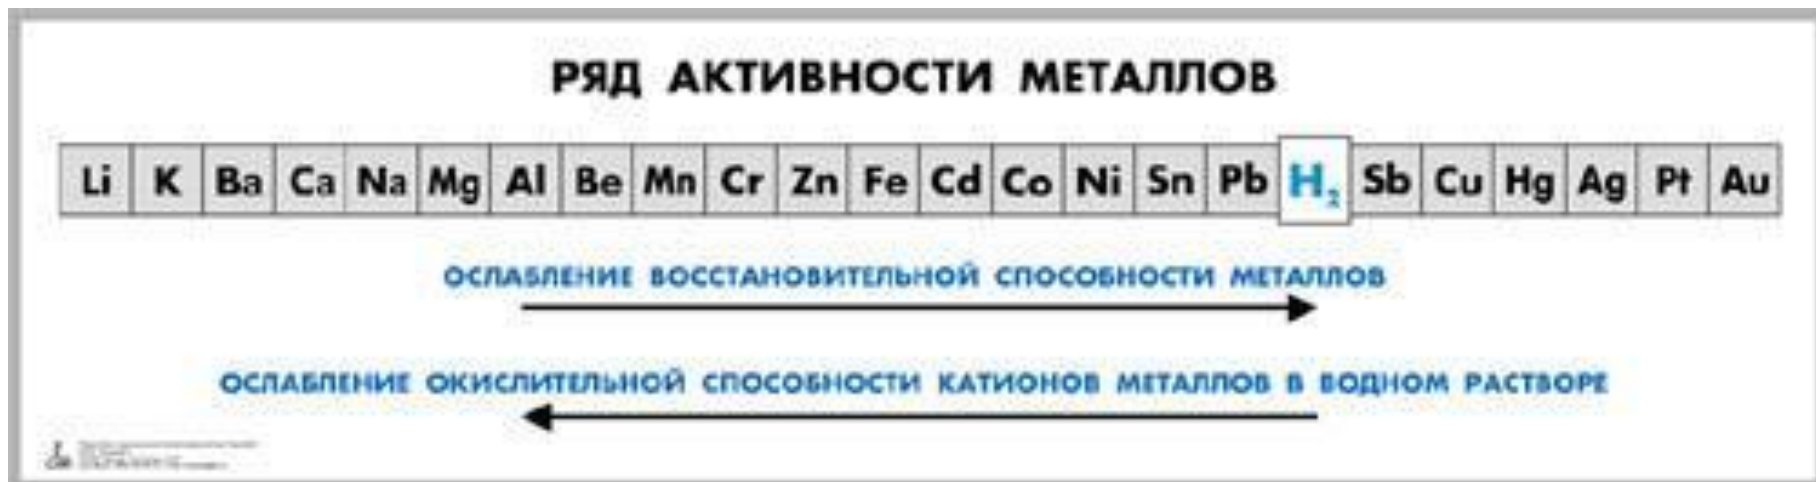 РЯД АКТИВНОСТИ МЕТАЛЛОВ
Li K Ba Ca Na Mg Al Be Mn Cr Zn Fe Cd Co Ni Sn Pb H₂ Sb Cu Hg Ag Pt Au
ОСЛАБЛЕНИЕ ВОССТАНОВИТЕЛЬНОЙ СПОСОБНОСТИ МЕТАЛЛОВ
ОСЛАБЛЕНИЕ ОКИСЛИТЕЛЬНОЙ СПОСОБНОСТИ КАТИОНОВ МЕТАЛЛОВ В ВОДНОМ РАСТВОРЕ